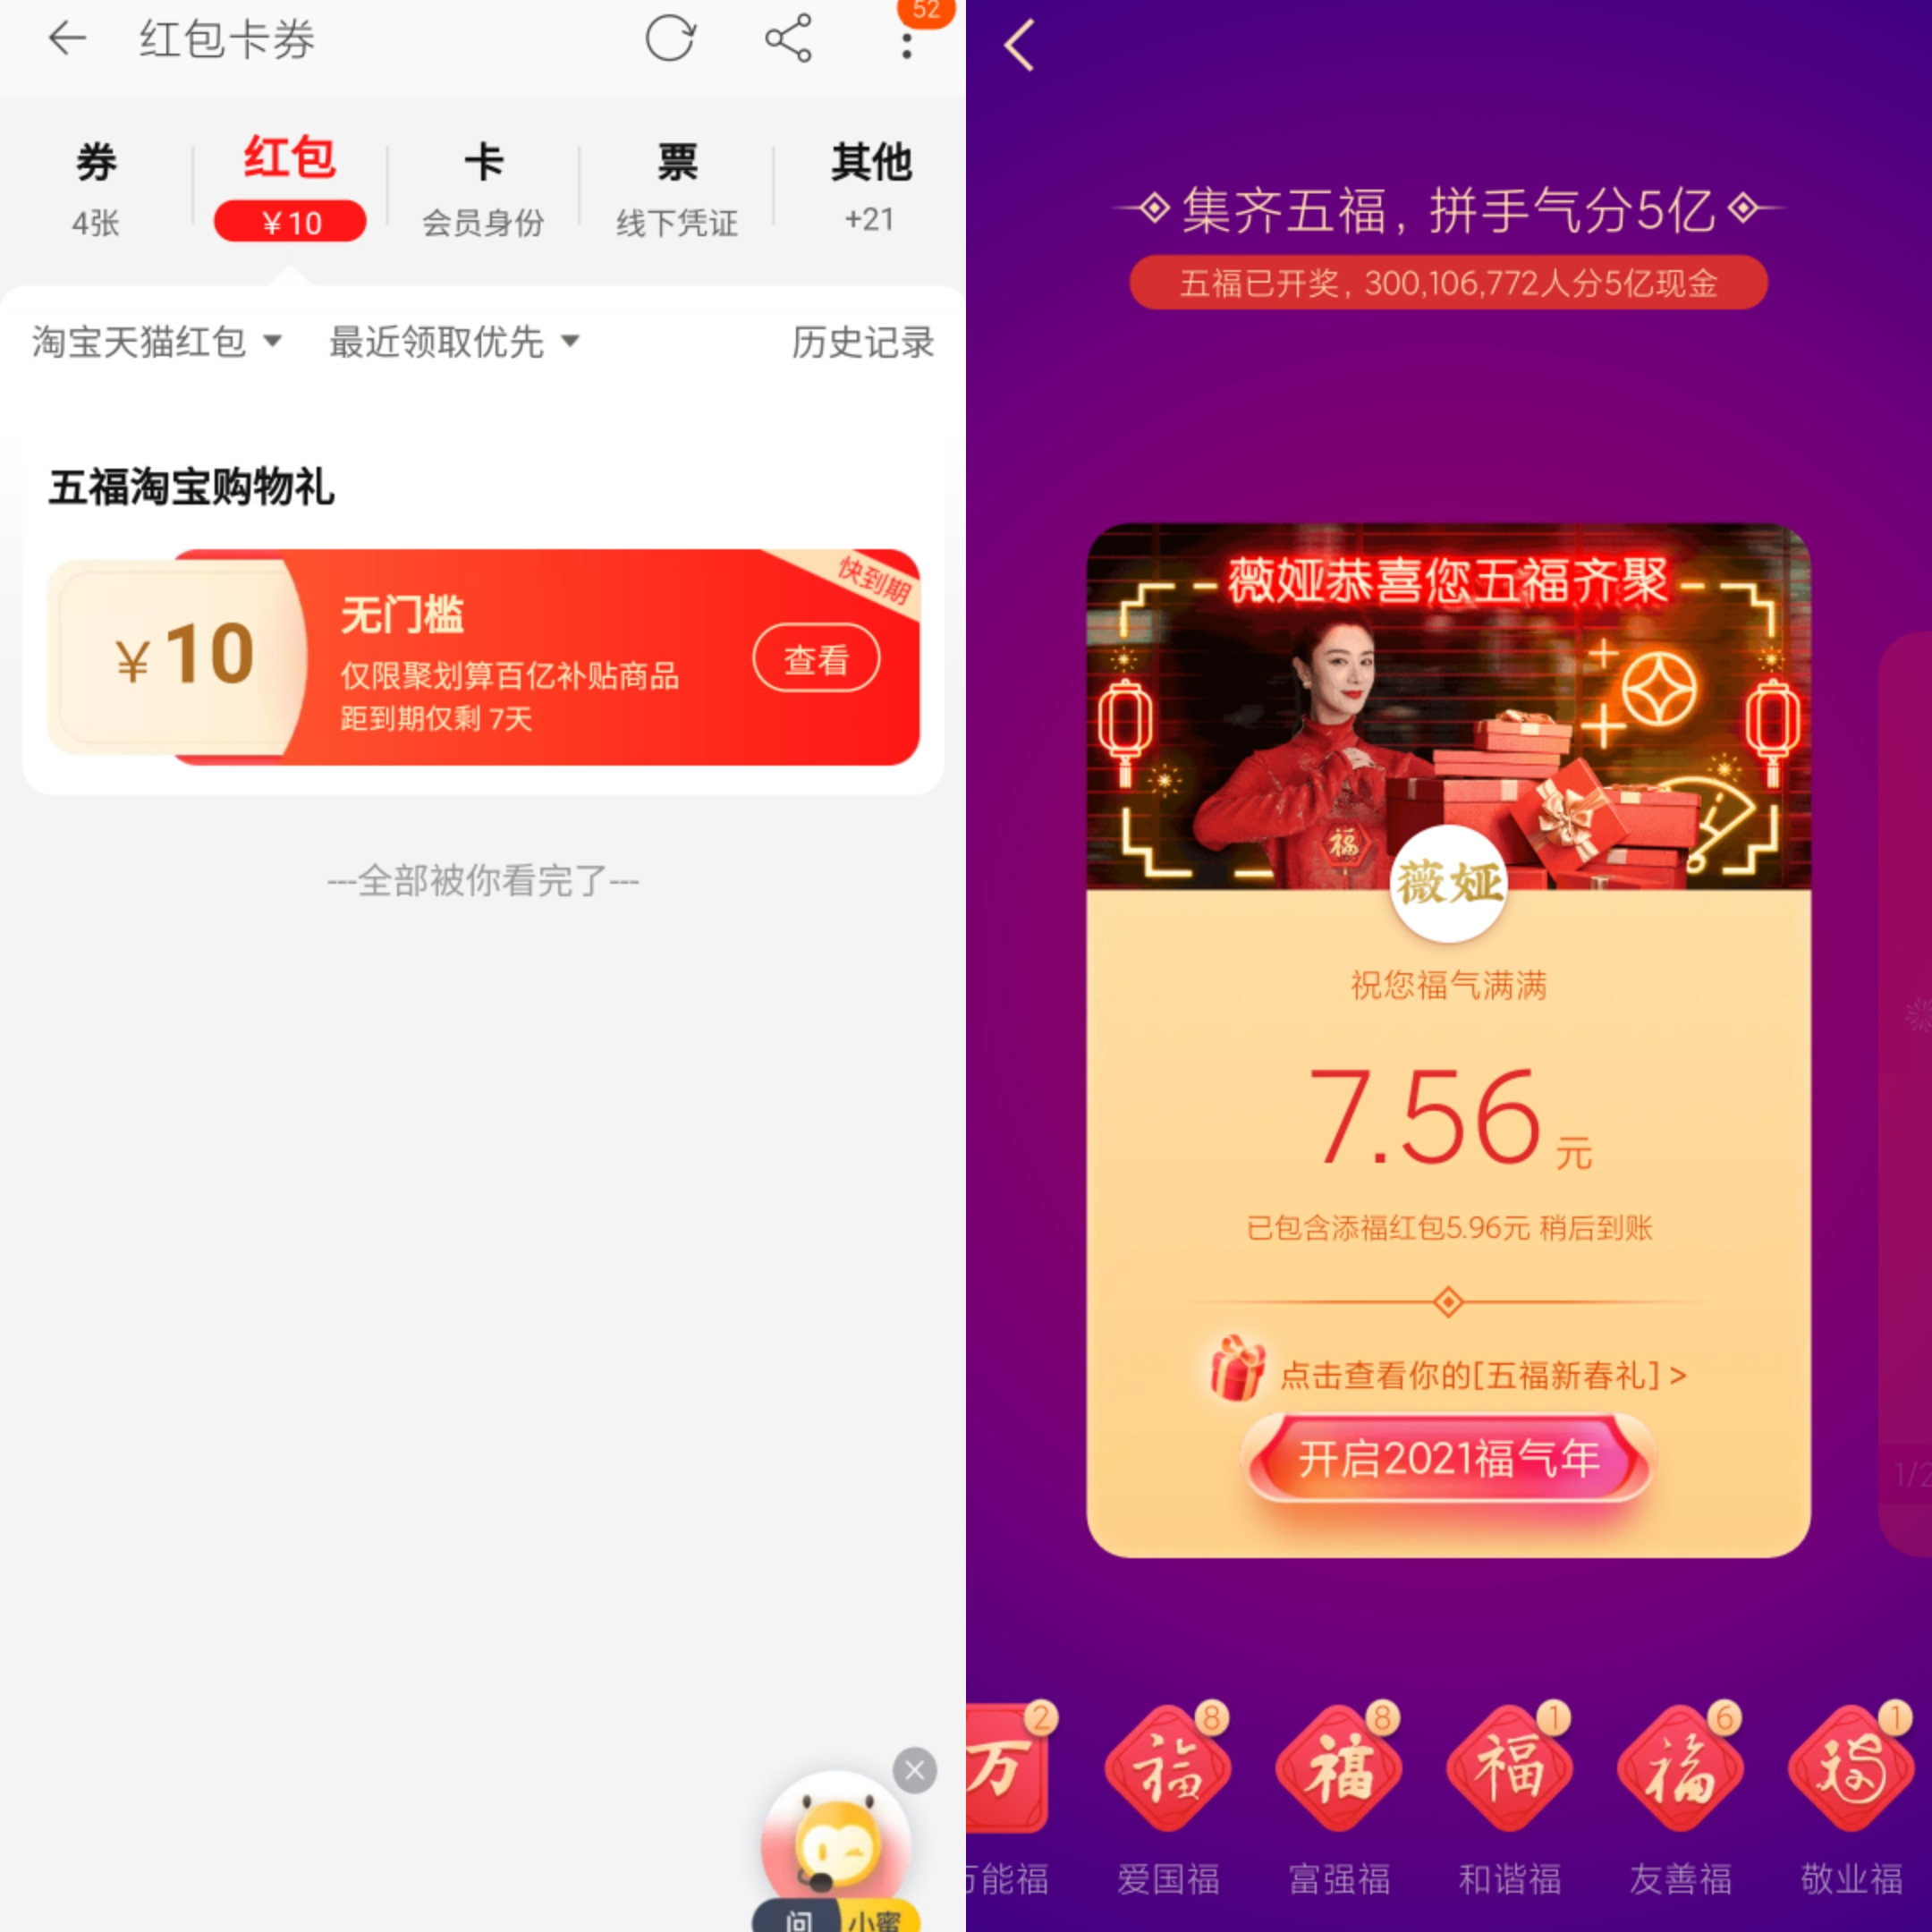 红包卡券
52
券
红包
卡
票
其他
4张
￥10
会员身份
线下凭证
+21
淘宝天猫红包
最近领取优先
历史记录
五福淘宝购物礼
快到期
￥10
无门槛
仅限聚划算百亿补贴商品
距到期仅剩 7天
查看
---全部被你看完了---
问
小蜜
集齐五福，拼手气分5亿
五福已开奖，300,106,772人分5亿现金
薇娅恭喜您五福齐聚
福
薇娅
祝您福气满满
7.56元
已包含添福红包5.96元 稍后到账
点击查看你的[五福新春礼] >
开启2021福气年
1/2
万
2
福
8
福
8
福
1
福
6
福
1
万能福
爱国福
富强福
和谐福
友善福
敬业福